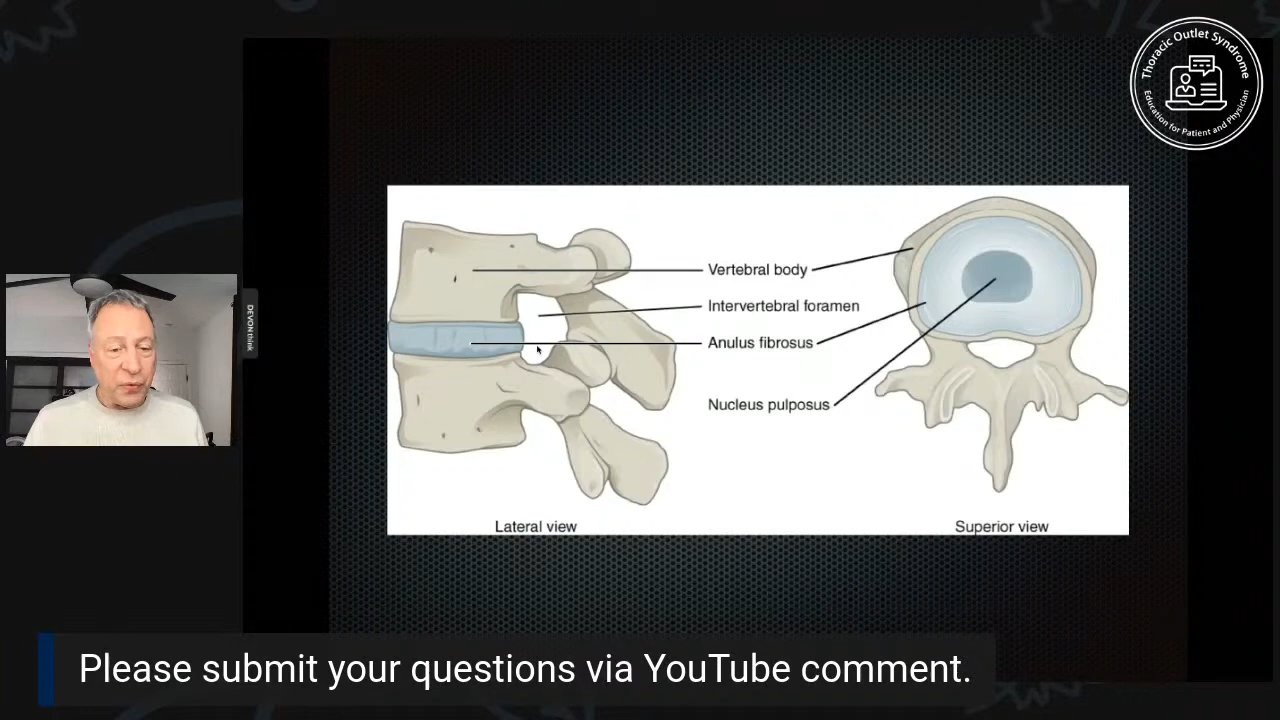 Thoracic Outlet Syndrome
Education for Patient and Physician
DEVONthink
Vertebral body
Intervertebral foramen
Anulus fibrosus
Nucleus pulposus
Lateral view
Superior view
Please submit your questions via YouTube comment.